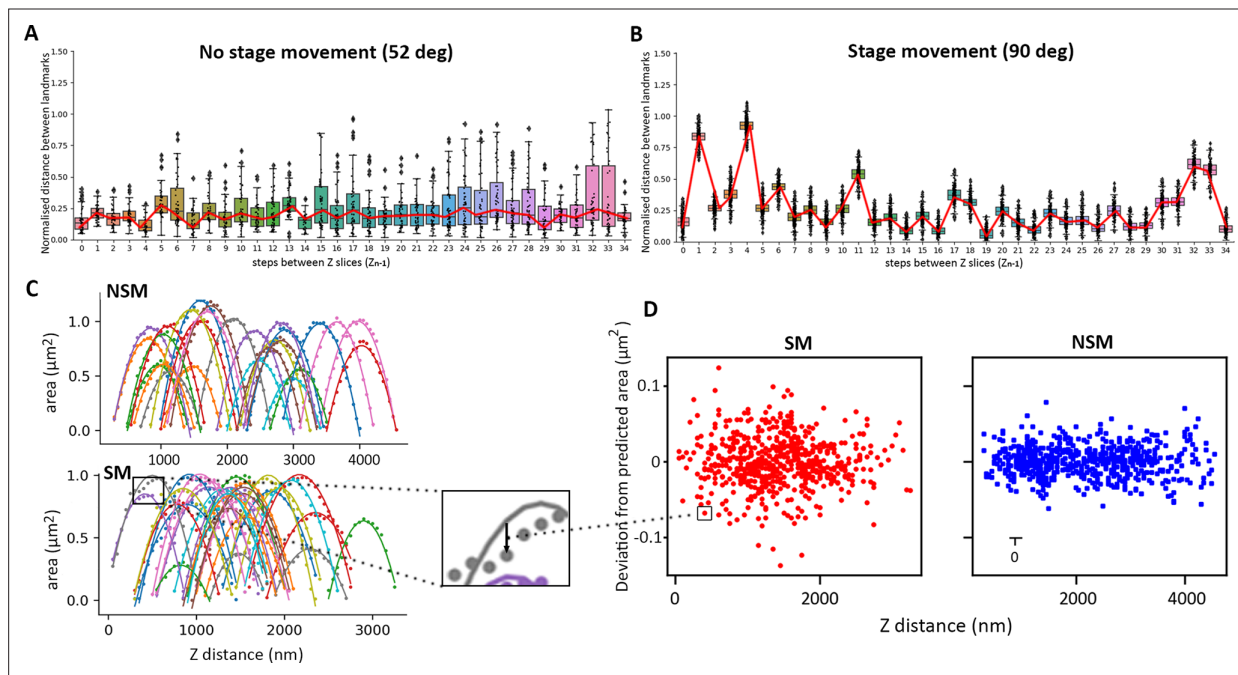 A
No stage movement (52 deg)
Normalised distance between landmarks
1.50
1.25
1.00
0.75
0.50
0.25
0.00
0 1 2 3 4 5 6 7 8 9 10 11 12 13 14 15 16 17 18 19 20 21 22 23 24 25 26 27 28 29 30 31 32 33 34
steps between Z slices (Zn-1)
B
Stage movement (90 deg)
Normalised distance between landmarks
1.50
1.25
1.00
0.75
0.50
0.25
0.00
0 1 2 3 4 5 6 7 8 9 10 11 12 13 14 15 16 17 18 19 20 21 22 23 24 25 26 27 28 29 30 31 32 33 34
steps between Z slices (Zn-1)
C
NSM
area (µm²)
1.0
0.5
0.0
1000 2000 3000 4000
SM
area (µm²)
1.0
0.5
0.0
0 1000 2000 3000
Z distance (nm)
D
SM
NSM
Deviation from predicted area (µm²)
0.1
0
-0.1
0 2000
0
2000 4000
Z distance (nm)